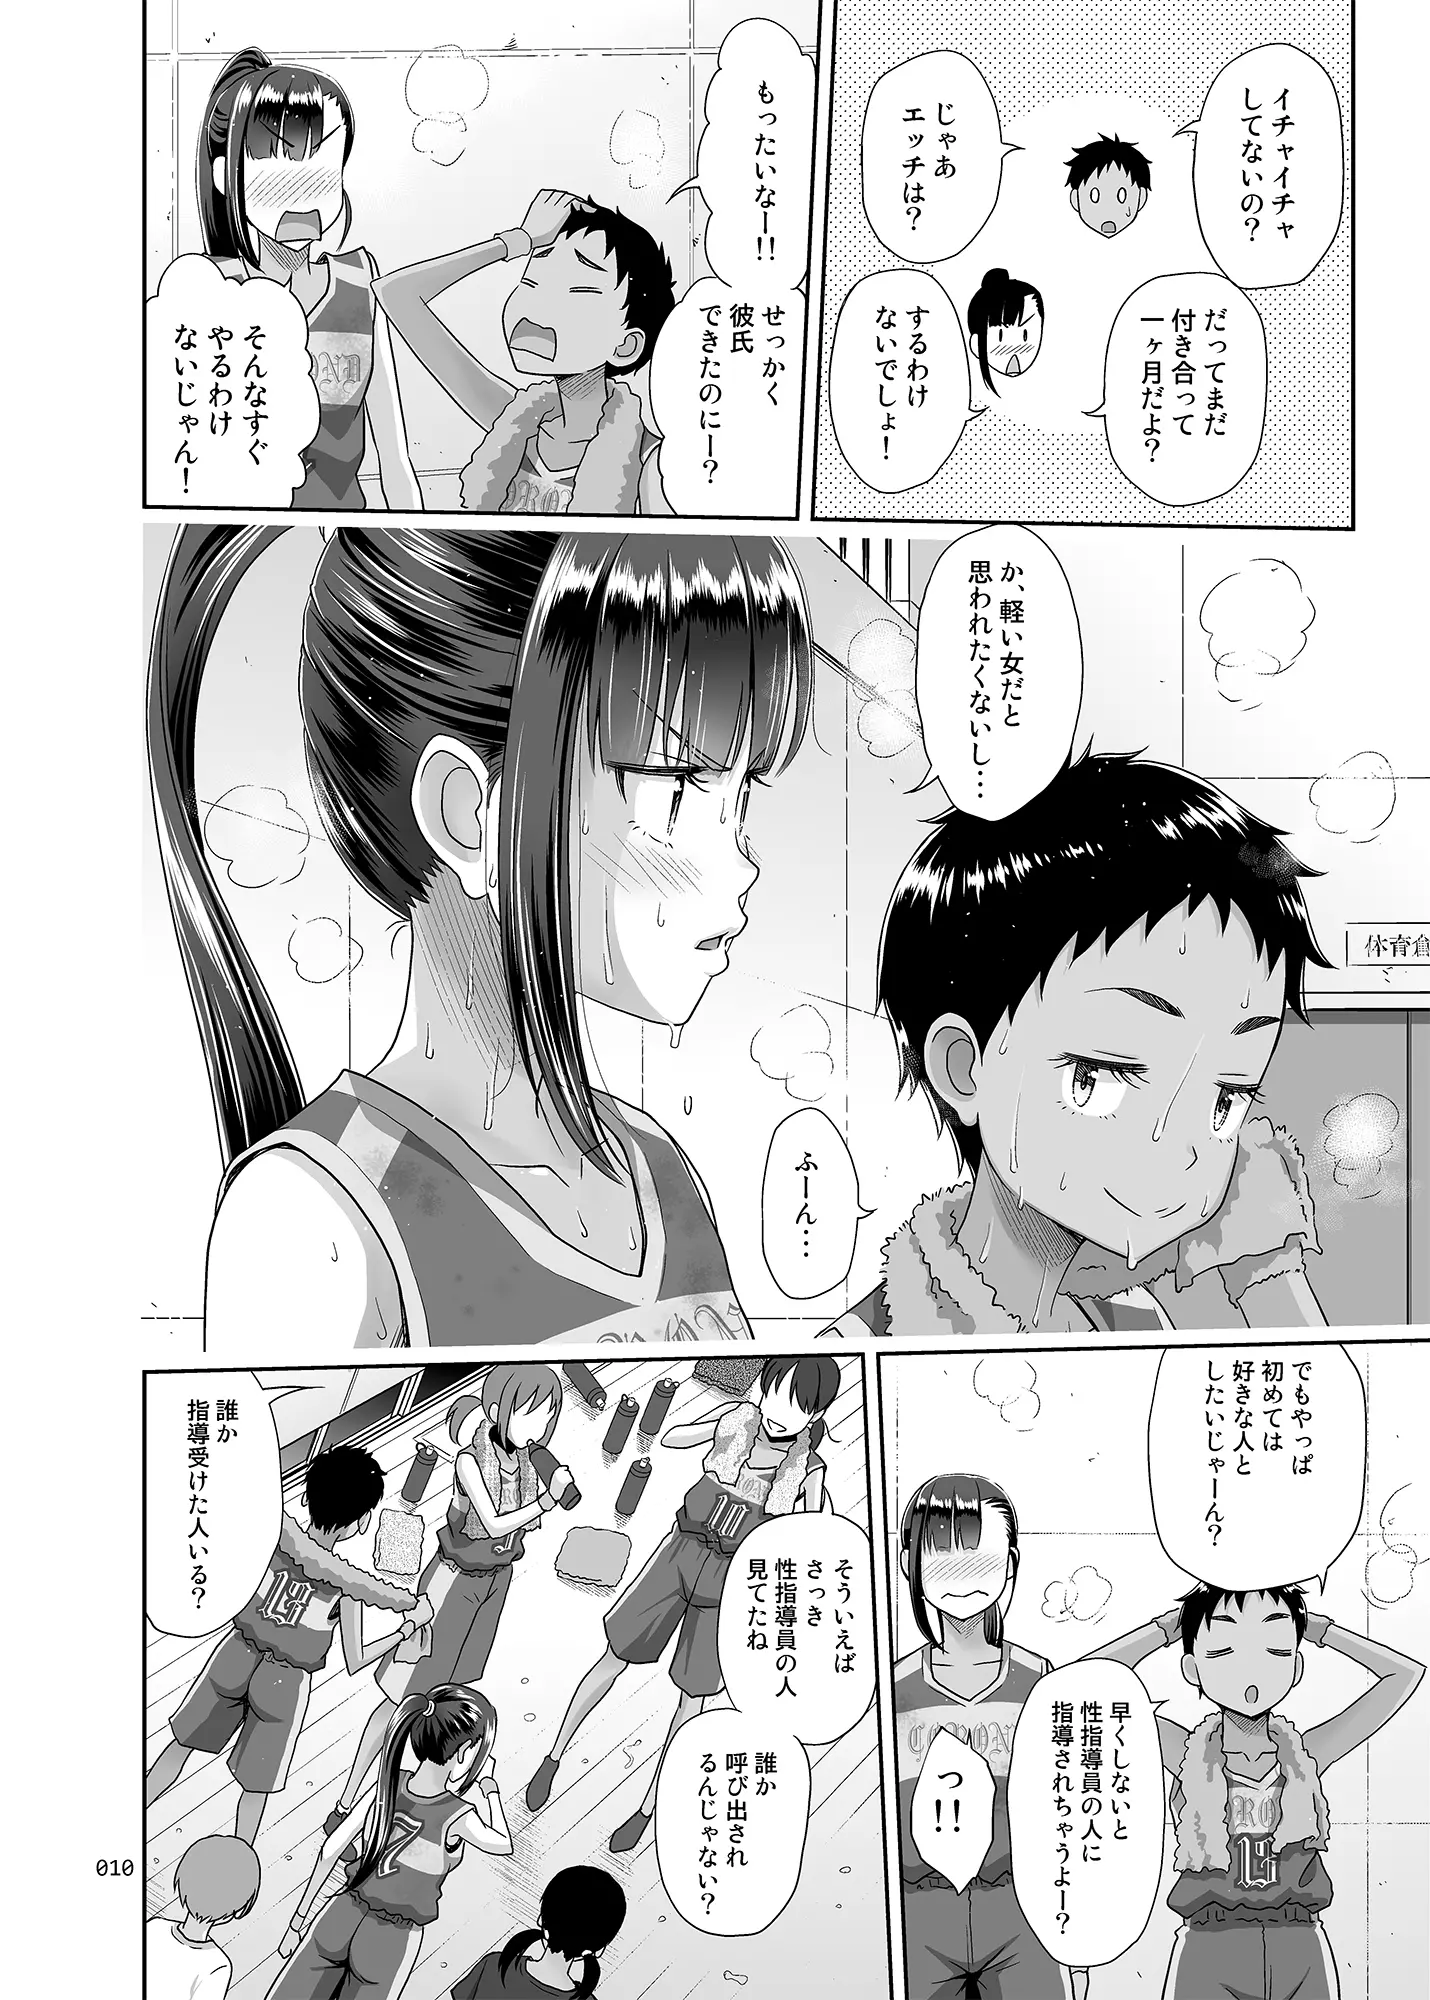 イチャイチャ
してないの？
だってまだ
付き合って
一ヶ月だよ？
じゃあ
エッチは？
するわけ
ないでしょ！
もったいなー!!
せっかく
彼氏
できたのにー？
そんなすぐ
やるわけ
ないじゃん！
か、軽い女だと
思われたくないし…
ふーん…
体育倉
でもやっぱ
初めては
好きな人と
したいじゃーん？
早くしないと
性指導員の人に
指導されちゃうよー？
っ!!
そういえば
さっき
性指導員の人
見てたね
誰か
呼び出され
るんじゃない？
誰か
指導受けた人いる？
10
13
7
13
010